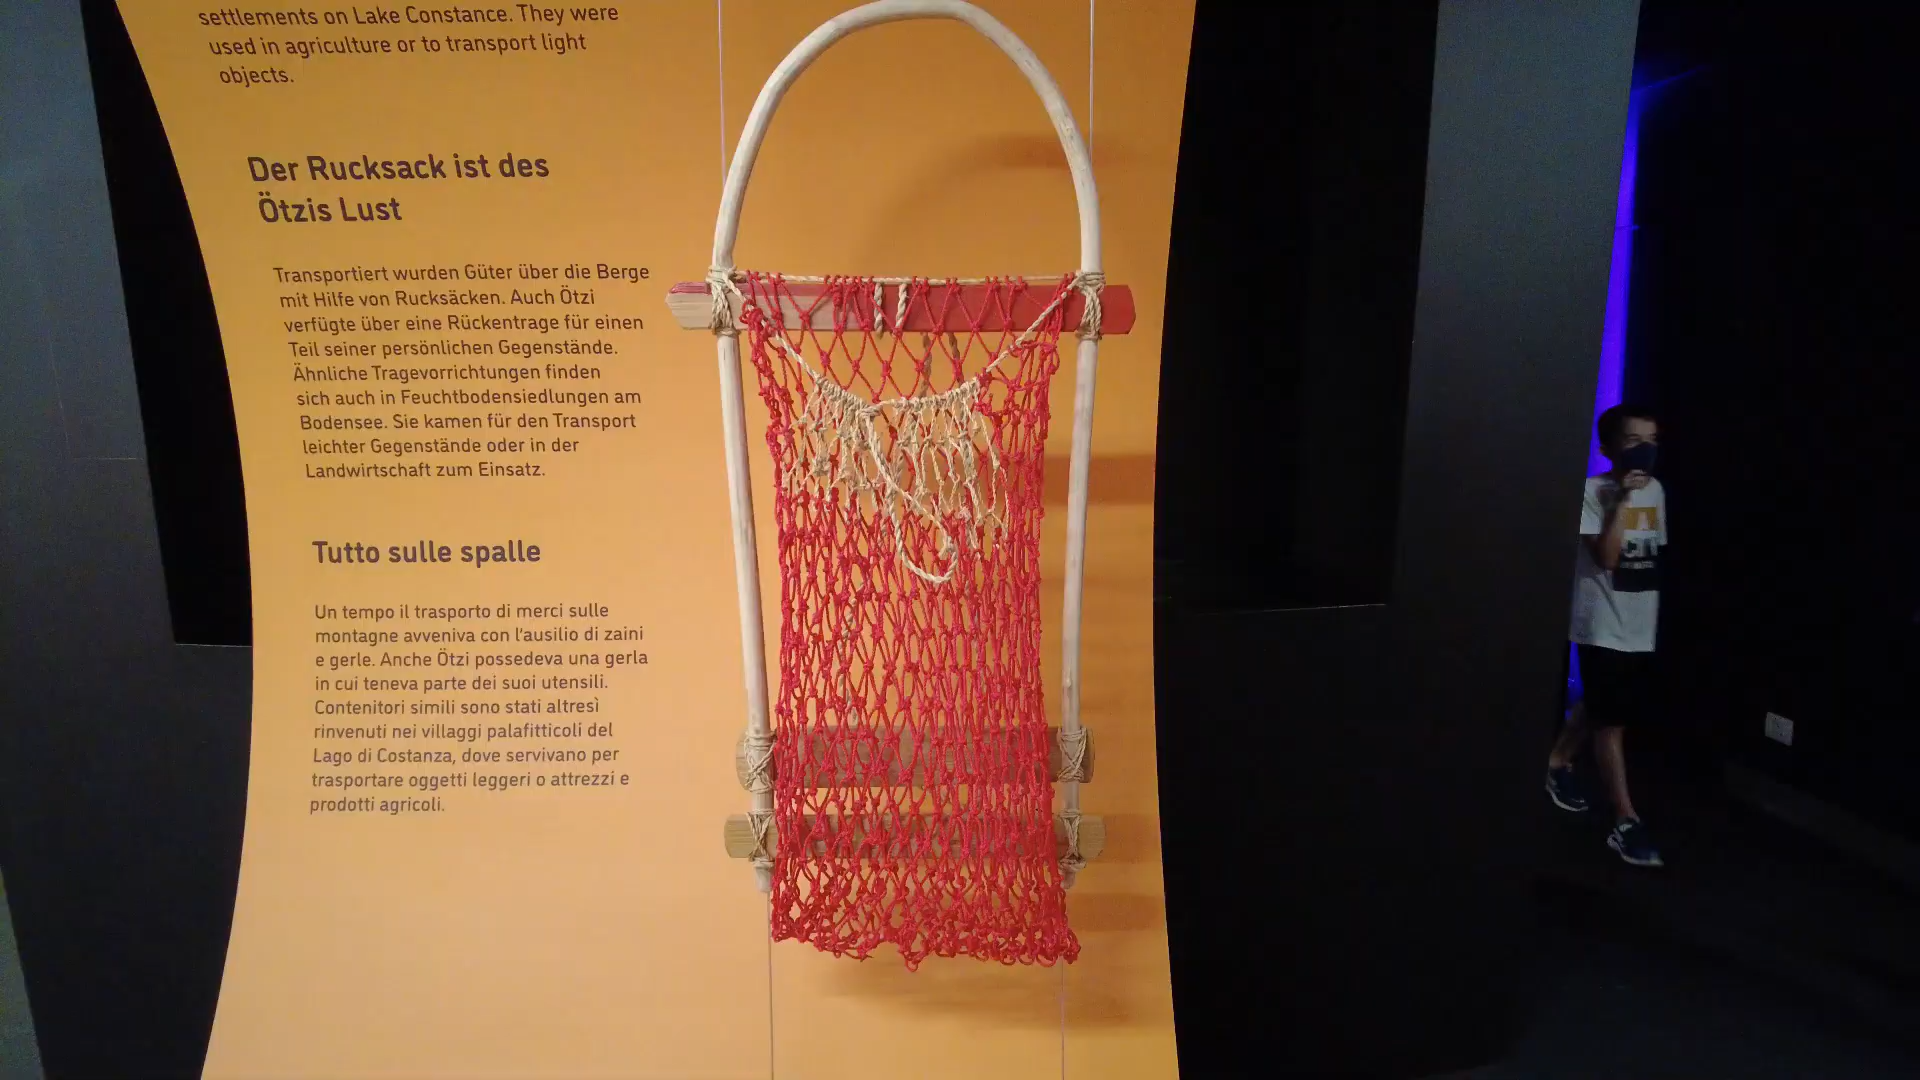 settlements on Lake Constance. They were
used in agriculture or to transport light
objects.
Der Rucksack ist des
Ötzis Lust
Transportiert wurden Güter über die Berge
mit Hilfe von Rucksäcken. Auch Ötzi
verfügte über eine Rückentrage für einen
Teil seiner persönlichen Gegenstände.
Ähnliche Tragevorrichtungen finden
sich auch in Feuchtbodensiedlungen am
Bodensee. Sie kamen für den Transport
leichter Gegenstände oder in der
Landwirtschaft zum Einsatz.
Tutto sulle spalle
Un tempo il trasporto di merci sulle
montagne avveniva con l'ausilio di zaini
e gerle. Anche Ötzi possedeva una gerla
in cui teneva parte dei suoi utensili.
Contenitori simili sono stati altresì
rinvenuti nei villaggi palafitticoli del
Lago di Costanza, dove servivano per
trasportare oggetti leggeri o attrezzi e
prodotti agricoli.